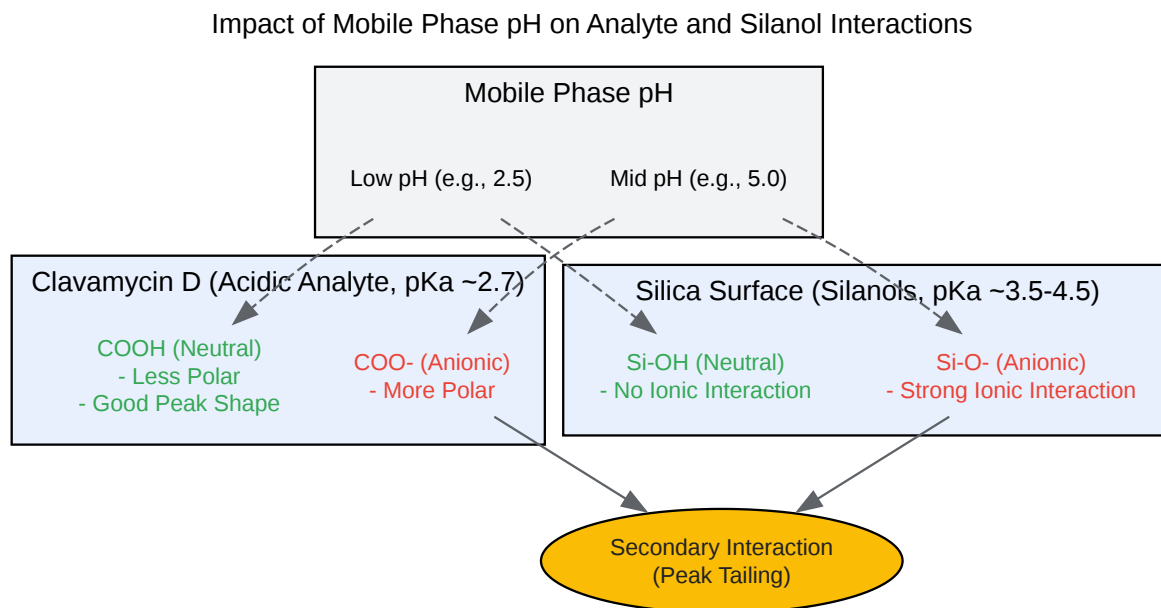 Impact of Mobile Phase pH on Analyte and Silanol Interactions
Mobile Phase pH
Low pH (e.g., 2.5)
Mid pH (e.g., 5.0)
Clavamycin D (Acidic Analyte, pKa ~2.7)
COOH (Neutral)
- Less Polar
- Good Peak Shape
COO- (Anionic)
- More Polar
Silica Surface (Silanols, pKa ~3.5-4.5)
Si-OH (Neutral)
- No Ionic Interaction
Si-O- (Anionic)
- Strong Ionic Interaction
Secondary Interaction
(Peak Tailing)